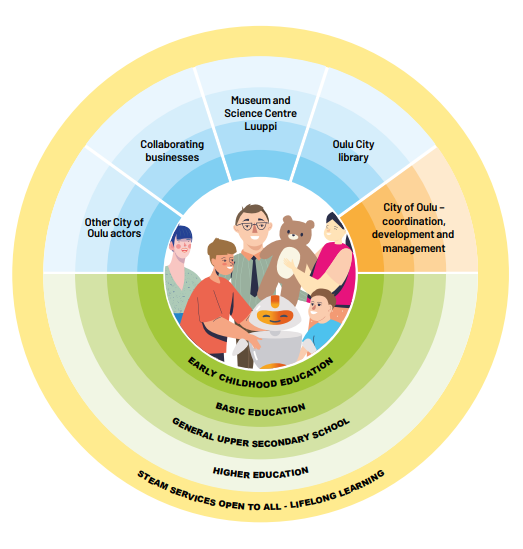 Museum and
Science Centre
Luuppi
Collaborating
businesses
Oulu City
library
Other City of
Oulu actors
City of Oulu –
coordination,
development and
management
EARLY CHILDHOOD EDUCATION
BASIC EDUCATION
GENERAL UPPER SECONDARY SCHOOL
HIGHER EDUCATION
STEAM SERVICES OPEN TO ALL - LIFELONG LEARNING